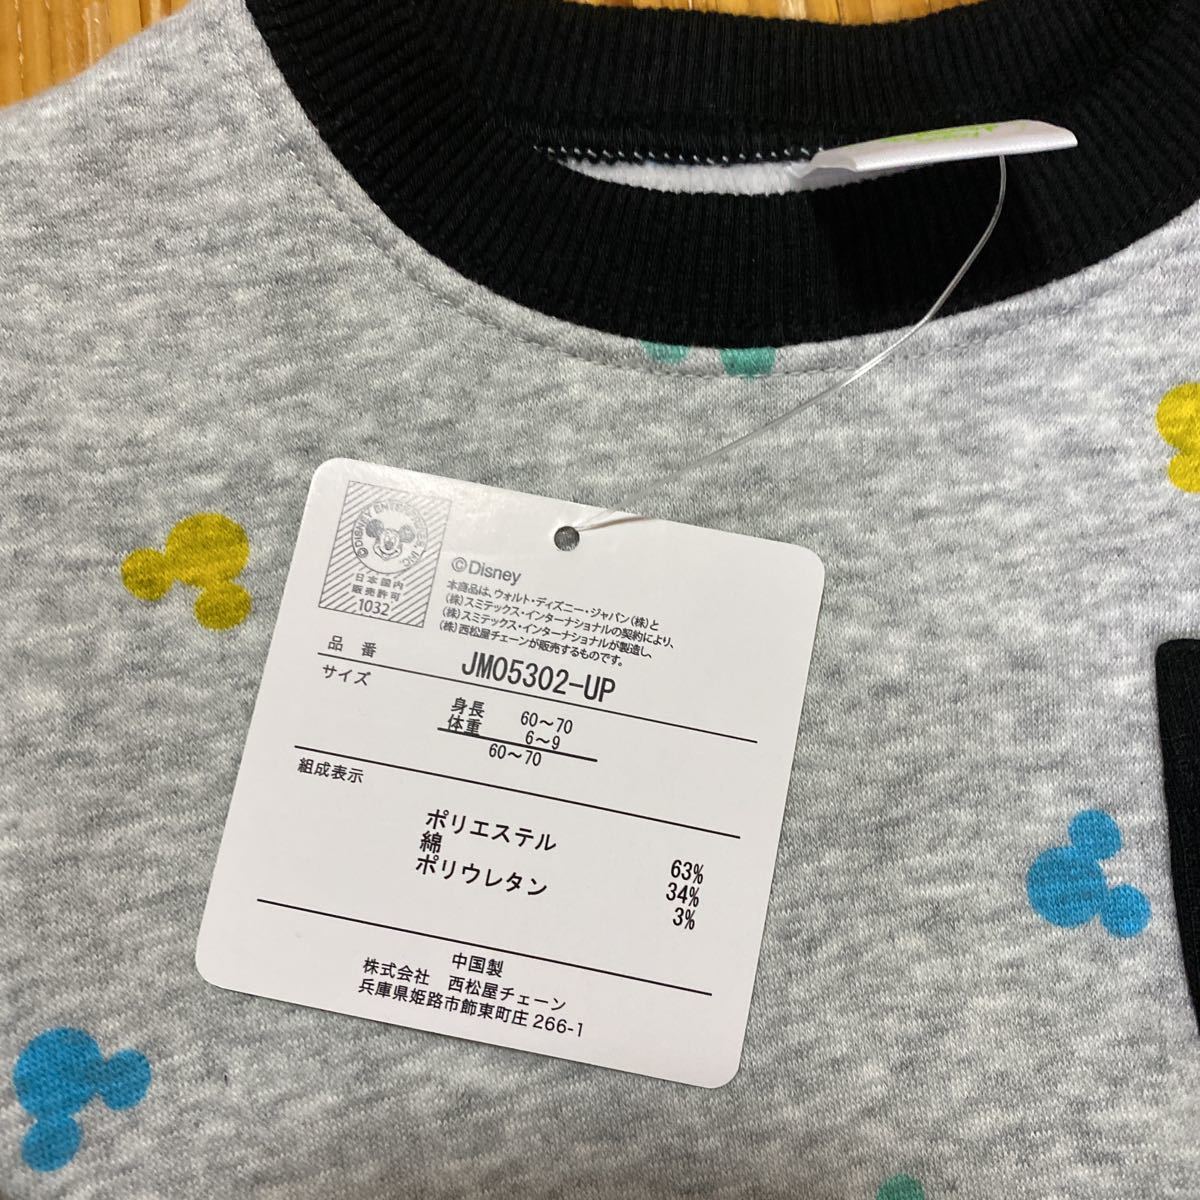 © DISNEY ENTERPRISES, INC.
日本国内
販売許可
1032
©Disney
本商品は、ウォルト・ディズニー・ジャパン(株)と
(株)スミテックス・インターナショナルの契約により、
(株)スミテックス・インターナショナルが製造し、
(株)西松屋チェーンが販売するものです。
品 番 JM05302-UP
サイズ
身長 60～70
体重 6～9
60～70
組成表示
ポリエステル 63%
綿 34%
ポリウレタン 3%
中国製
株式会社 西松屋チェーン
兵庫県姫路市飾東町庄 266-1